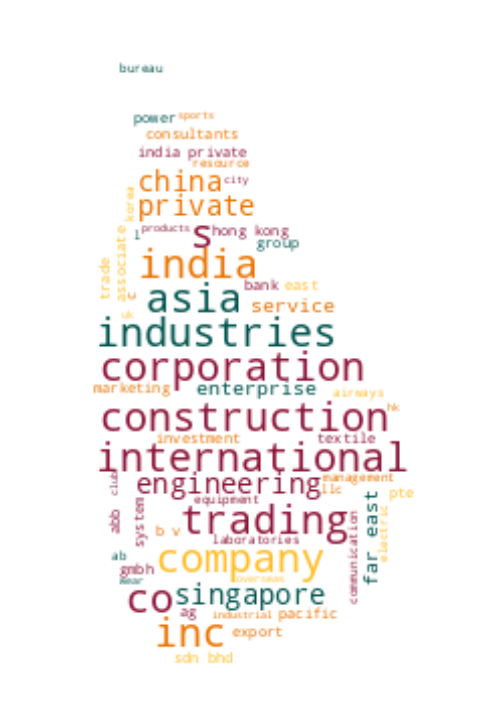 bureau
power sports
consultants
india private
resource
china city
private
korea
products
l s hong kong
group
associate
trade
india
bank east
c
asia service
sk
industries
corporation
marketing enterprise airways
construction hk
investment textile
international
club engineering management
llc
equipment pte
abb system trading
b v
laboratories
communication far east electric
ab company
gmbh
near overseas
co singapore
ag industrial pacific
inc export
sdn bhd